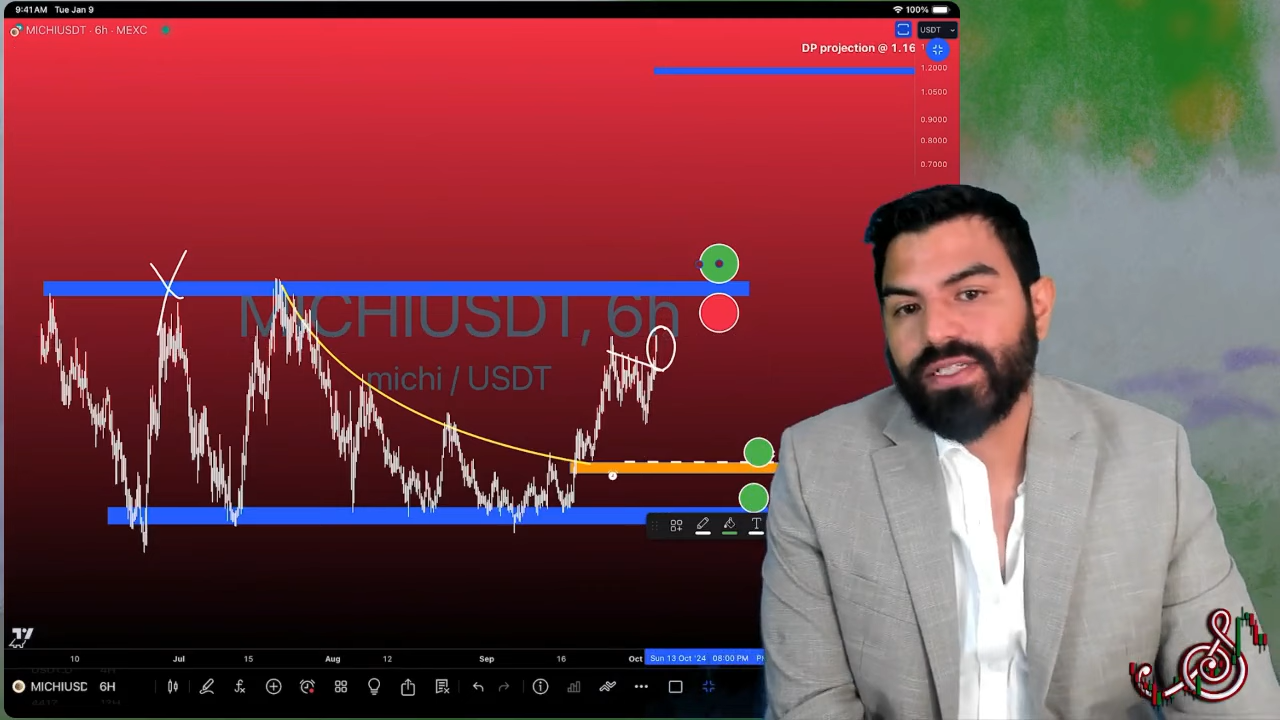 9:41AM Tue Jan 9
100%
MICHIUSDT · 6h · MEXC
USDT
DP projection @ 1.16
1.2000
1.0500
0.9000
0.8000
0.7000
MICHIUSDT, 6h
michi / USDT
T
10
Jul
15
Aug
12
Sep
16
Oct
Sun 13 Oct '24 08:00 PM
MICHIUSD
6H